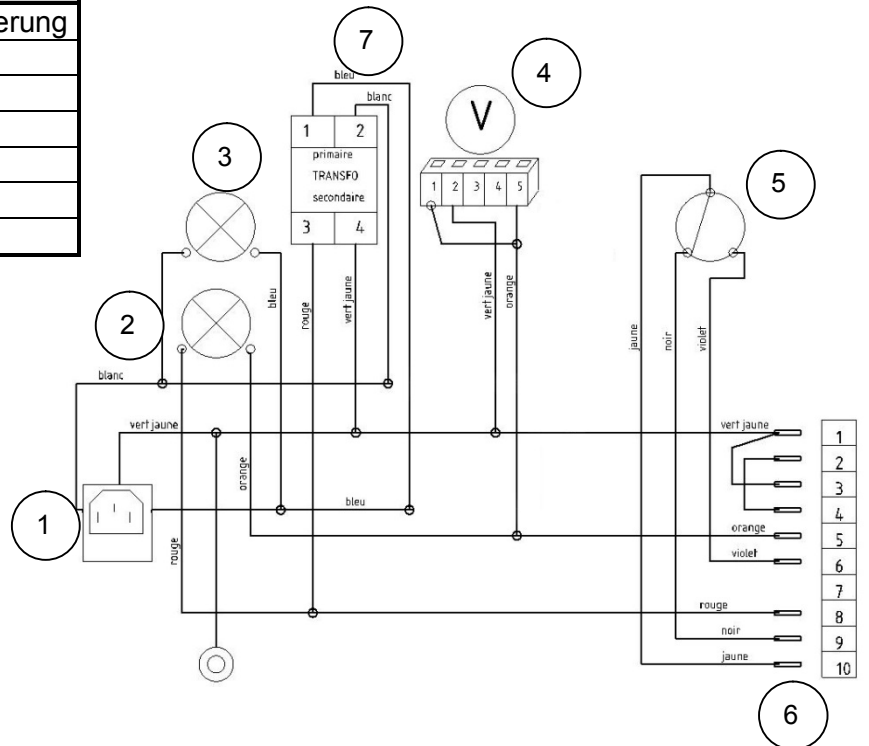 erung
7
4
3
5
2
1
6
bleu
blanc
1 2
primaire
TRANSFO
secondaire
3 4
V
1 2 3 4 5
bleu
rouge
vert jaune
vert jaune
orange
jaune
noir
violet
blanc
vert jaune
orange
bleu
rouge
vert jaune
orange
violet
rouge
noir
jaune
1
2
3
4
5
6
7
8
9
10